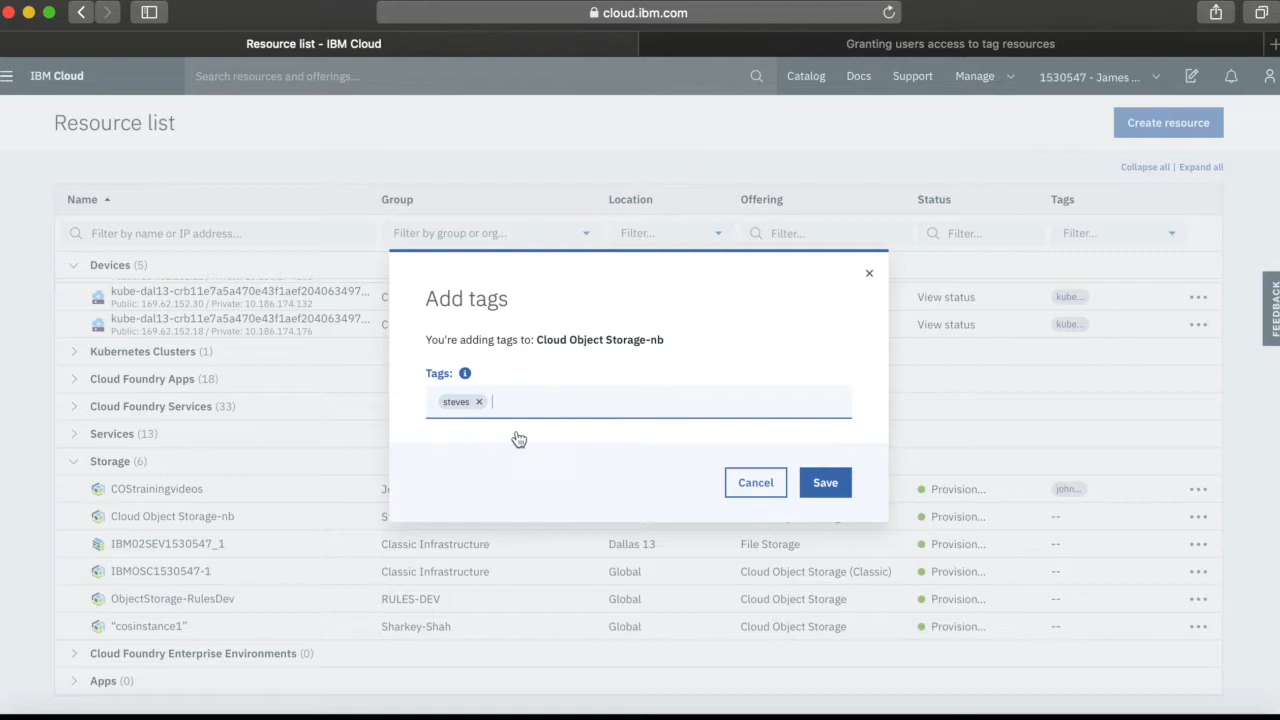 cloud.ibm.com
Resource list - IBM Cloud
Granting users access to tag resources
IBM Cloud
Search resources and offerings...
Catalog
Docs
Support
Manage
1530547 - James ...
Resource list
Create resource
Collapse all | Expand all
Name
Group
Location
Offering
Status
Tags
Filter by name or IP address...
Filter by group or org...
Filter...
Filter...
Filter...
Filter...
Devices (5)
kube-dal13-crb11e7a5a470e43f1aef204063497...
Public: 169.62.152.30 / Private: 10.186.174.132
View status
kube...
kube-dal13-crb11e7a5a470e43f1aef204063497...
Public: 169.62.152.18 / Private: 10.186.174.176
View status
kube...
Kubernetes Clusters (1)
Cloud Foundry Apps (18)
Cloud Foundry Services (33)
Services (13)
Storage (6)
COStrainingvideos
Provision...
john...
Cloud Object Storage-nb
Provision...
--
IBM02SEV1530547_1
Classic Infrastructure
Dallas 13
File Storage
Provision...
--
IBMOSC1530547-1
Classic Infrastructure
Global
Cloud Object Storage (Classic)
Provision...
--
ObjectStorage-RulesDev
RULES-DEV
Global
Cloud Object Storage
Provision...
--
"cosinstance1"
Sharkey-Shah
Global
Cloud Object Storage
Provision...
--
Cloud Foundry Enterprise Environments (0)
Apps (0)
FEEDBACK
Add tags
You're adding tags to: Cloud Object Storage-nb
Tags:
steves
Cancel
Save